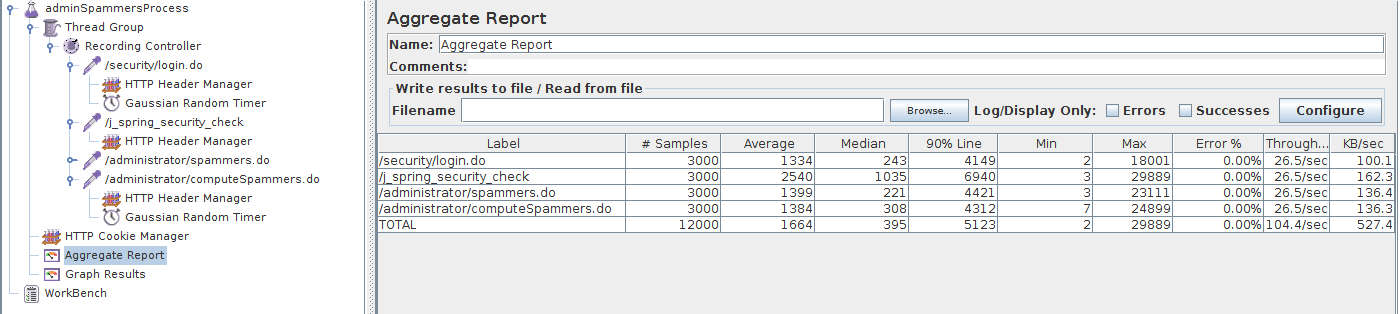 adminSpammersProcess
Thread Group
Recording Controller
/security/login.do
HTTP Header Manager
Gaussian Random Timer
/j_spring_security_check
HTTP Header Manager
/administrator/spammers.do
/administrator/computeSpammers.do
HTTP Header Manager
Gaussian Random Timer
HTTP Cookie Manager
Aggregate Report
Graph Results
WorkBench
Aggregate Report
Name: Aggregate Report
Comments:
Write results to file / Read from file
Filename Browse... Log/Display Only: Errors Successes Configure
Label # Samples Average Median 90% Line Min Max Error % Through... KB/sec
/security/login.do 3000 1334 243 4149 2 18001 0.00% 26.5/sec 100.1
/j_spring_security_check 3000 2540 1035 6940 3 29889 0.00% 26.5/sec 162.3
/administrator/spammers.do 3000 1399 221 4421 3 23111 0.00% 26.5/sec 136.4
/administrator/computeSpammers.do 3000 1384 308 4312 7 24899 0.00% 26.5/sec 136.3
TOTAL 12000 1664 395 5123 2 29889 0.00% 104.4/sec 527.4